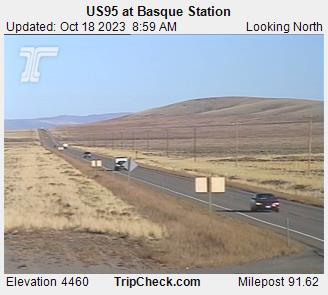 US95 at Basque Station
Updated: Oct 18 2023 8:59 AM Looking North
Elevation 4460 TripCheck.com Milepost 91.62